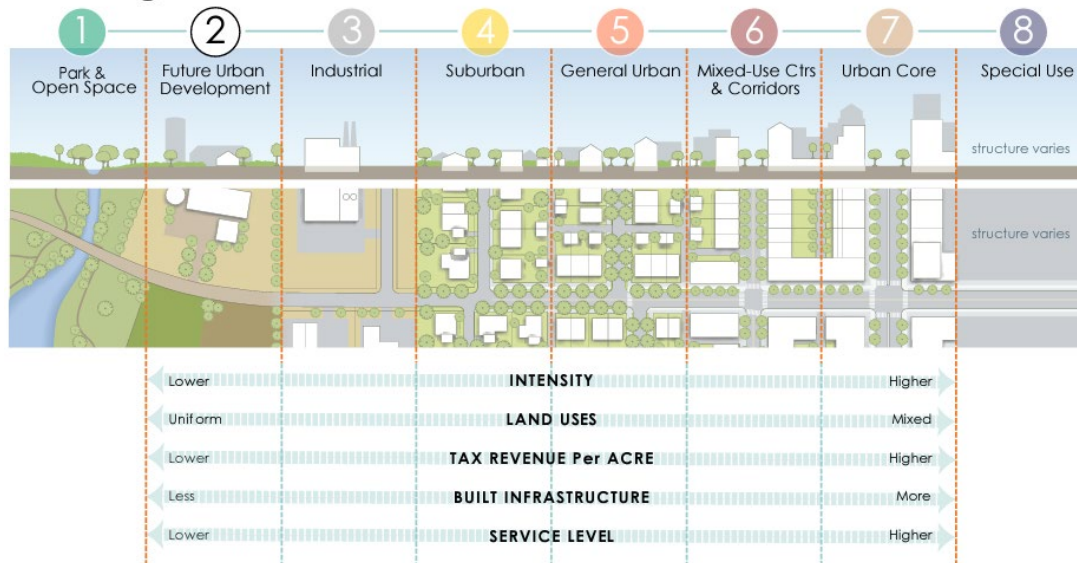 1 2 3 4 5 6 7 8
Park &
Open Space
Future Urban
Development
Industrial
Suburban
General Urban
Mixed-Use Ctrs
& Corridors
Urban Core
Special Use
structure varies
structure varies
Lower INTENSITY Higher
Uniform LAND USES Mixed
Lower TAX REVENUE Per ACRE Higher
Less BUILT INFRASTRUCTURE More
Lower SERVICE LEVEL Higher